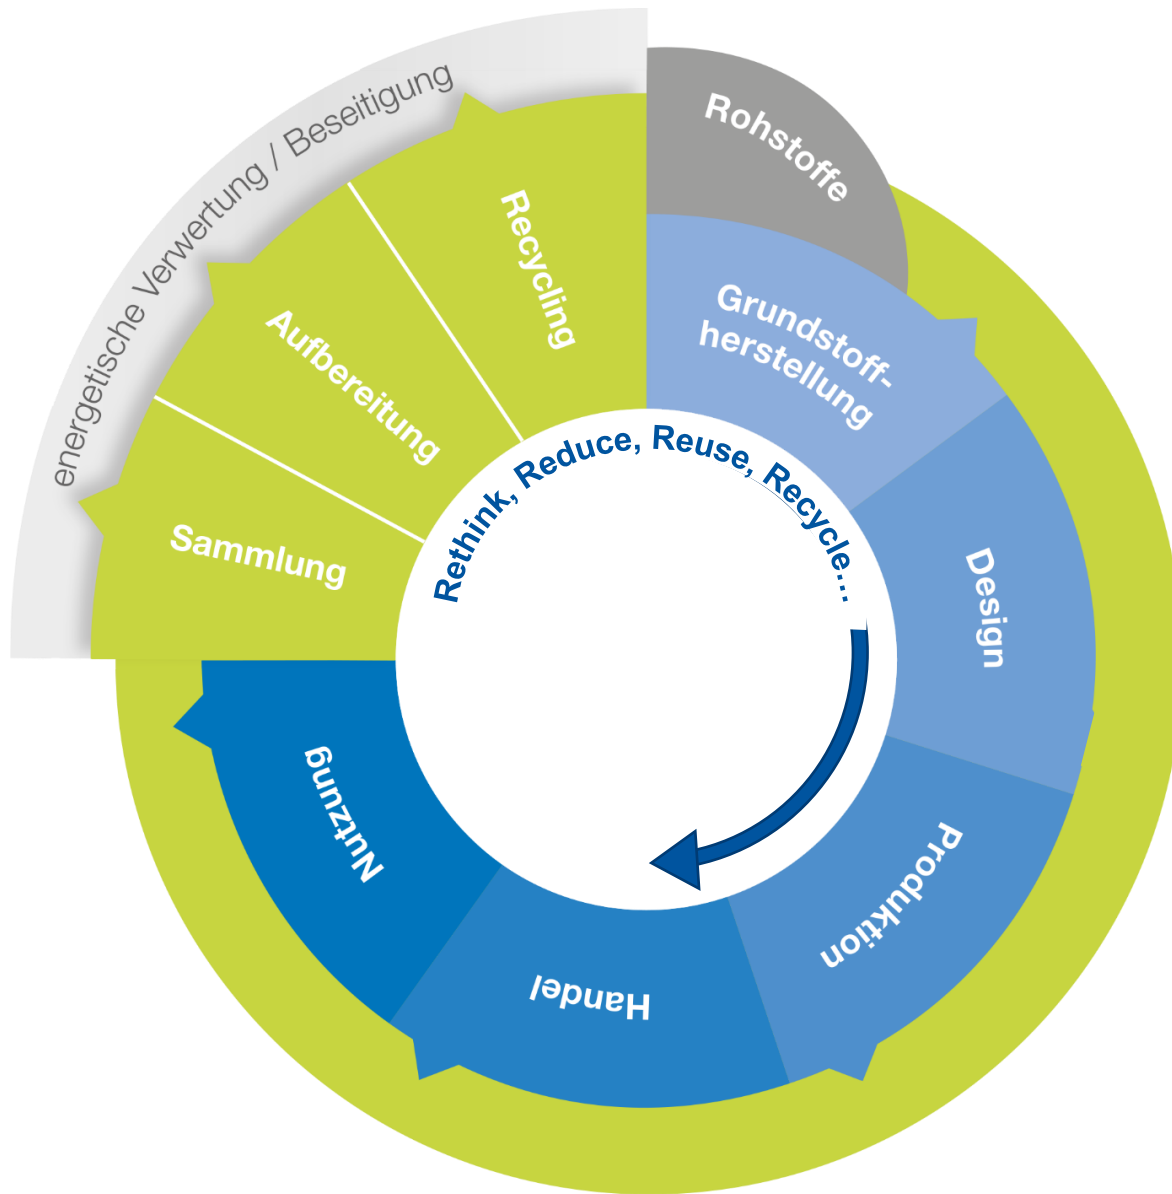 energetische Verwertung / Beseitigung
Rohstoffe
Grundstoff-
herstellung
Design
Produktion
Handel
Nutzung
Sammlung
Aufbereitung
Recycling
Rethink, Reduce, Reuse, Recycle...